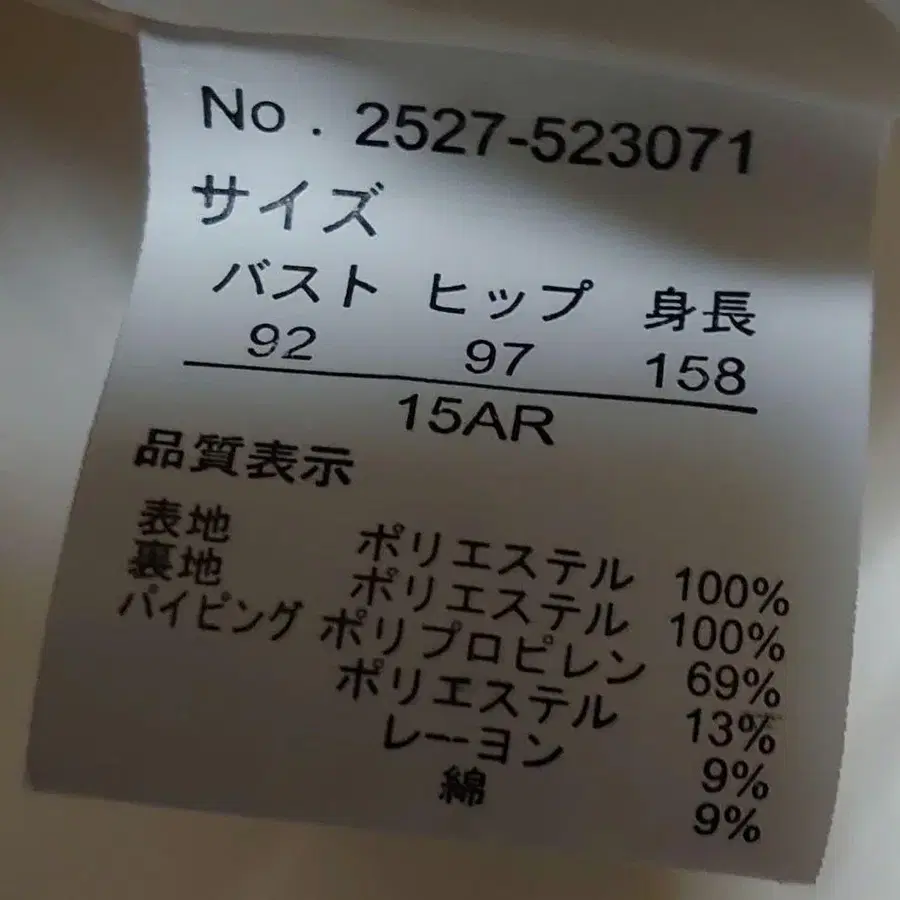 No. 2527-523071
サイズ
バスト ヒップ 身長
92 97 158
15AR
品質表示
表地 ポリエステル 100%
裏地 ポリエステル 100%
パイピング ポリプロピレン 69%
ポリエステル 13%
レーヨン 9%
綿 9%